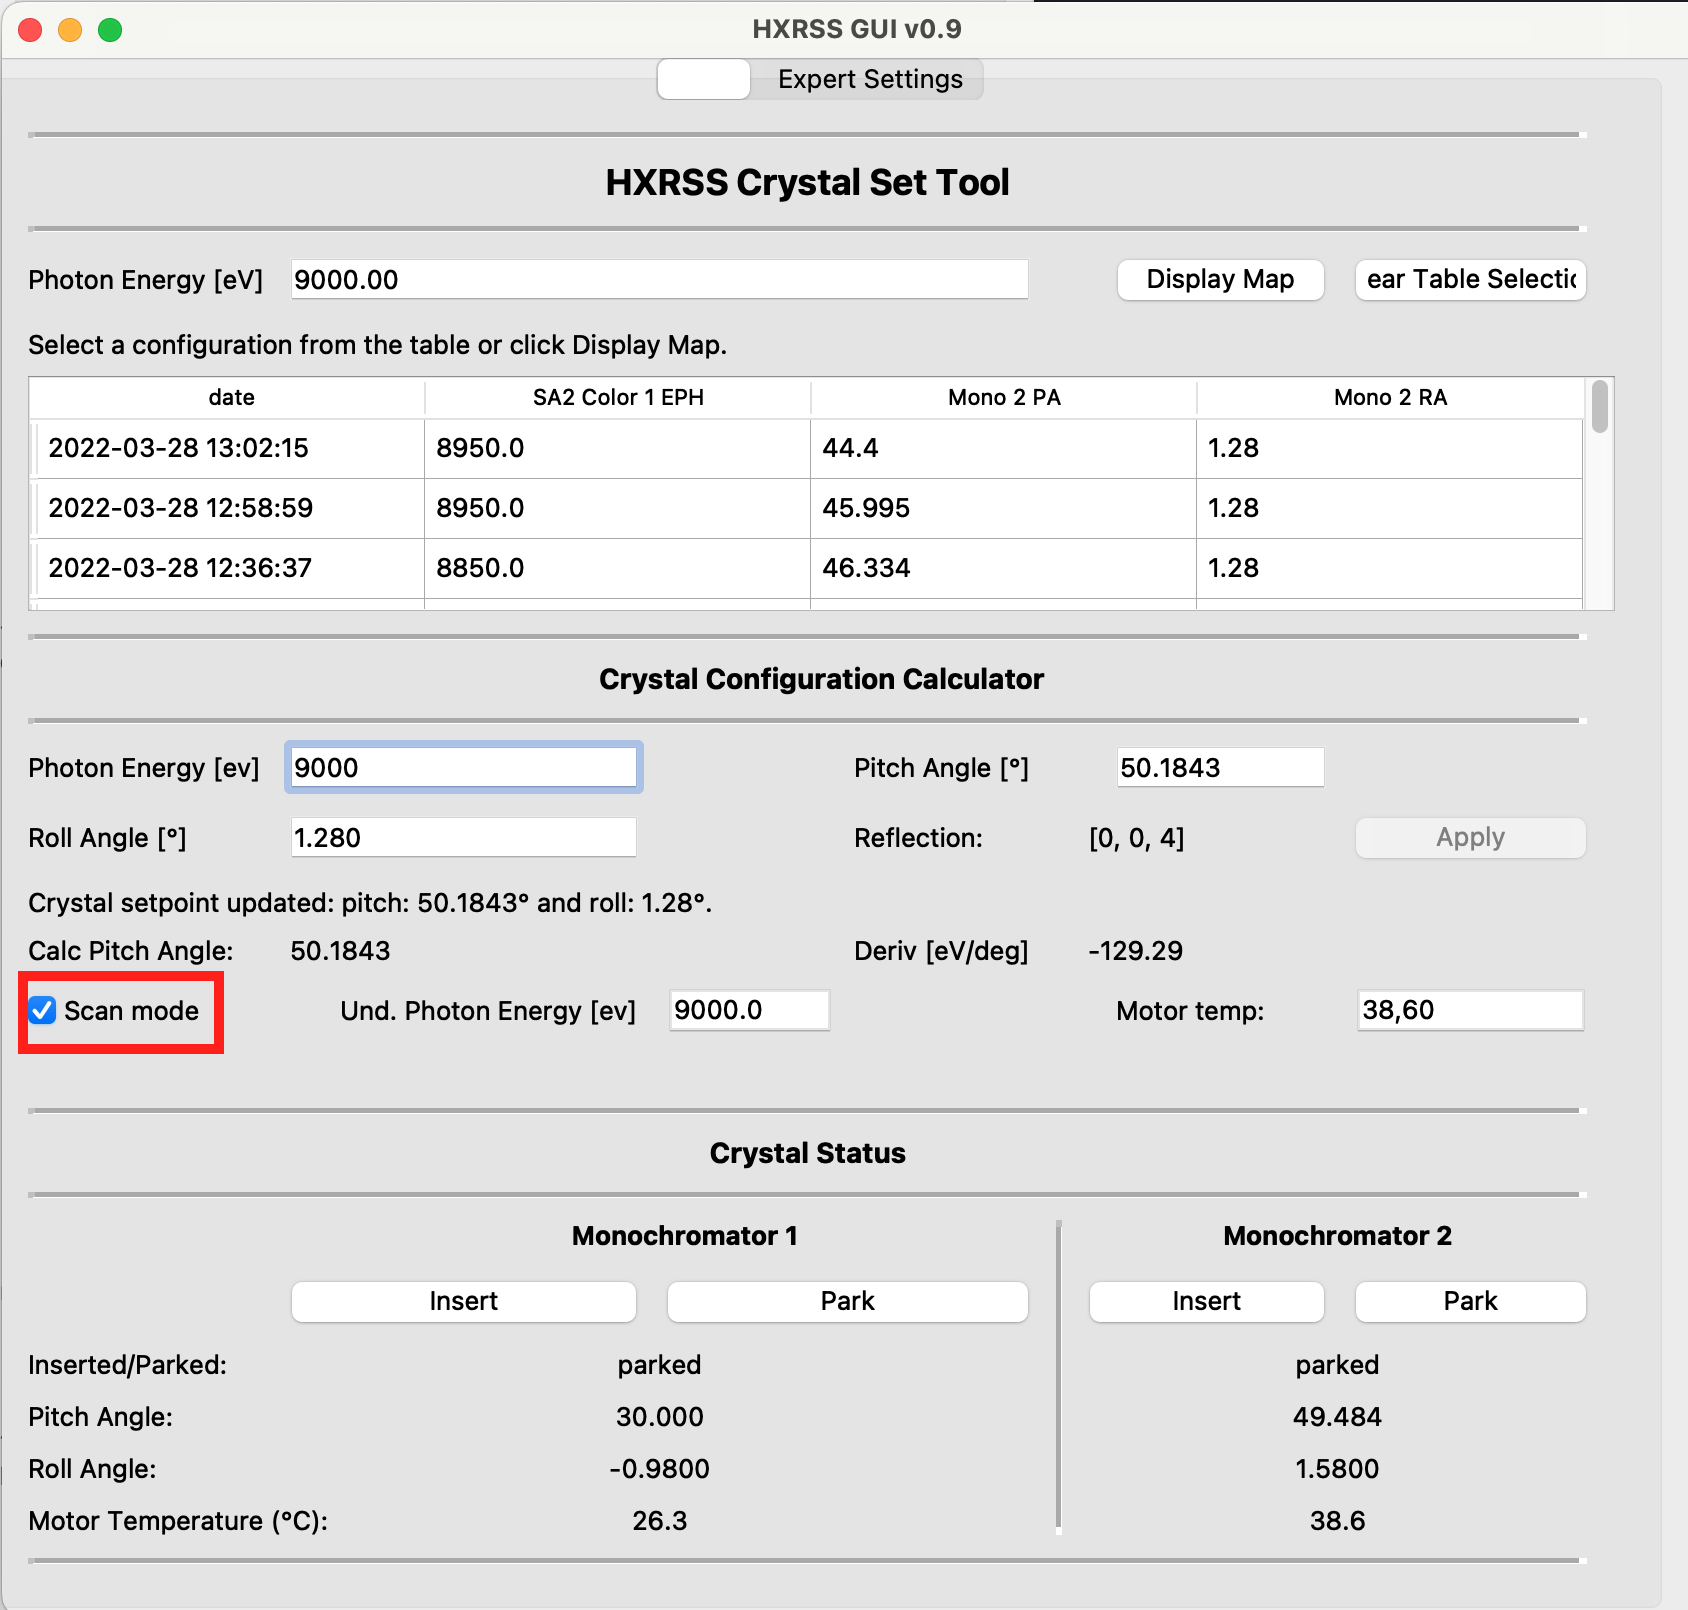 HXRSS GUI v0.9
Expert Settings
HXRSS Crystal Set Tool
Photon Energy [eV] 9000.00 Display Map ear Table Selectic
Select a configuration from the table or click Display Map.
date SA2 Color 1 EPH Mono 2 PA Mono 2 RA
2022-03-28 13:02:15 8950.0 44.4 1.28
2022-03-28 12:58:59 8950.0 45.995 1.28
2022-03-28 12:36:37 8850.0 46.334 1.28
Crystal Configuration Calculator
Photon Energy [ev] 9000 Pitch Angle [°] 50.1843
Roll Angle [°] 1.280 Reflection: [0, 0, 4] Apply
Crystal setpoint updated: pitch: 50.1843° and roll: 1.28°.
Calc Pitch Angle: 50.1843 Deriv [eV/deg] -129.29
Scan mode Und. Photon Energy [ev] 9000.0 Motor temp: 38,60
Crystal Status
Monochromator 1 Monochromator 2
Insert Park Insert Park
Inserted/Parked: parked parked
Pitch Angle: 30.000 49.484
Roll Angle: -0.9800 1.5800
Motor Temperature (°C): 26.3 38.6